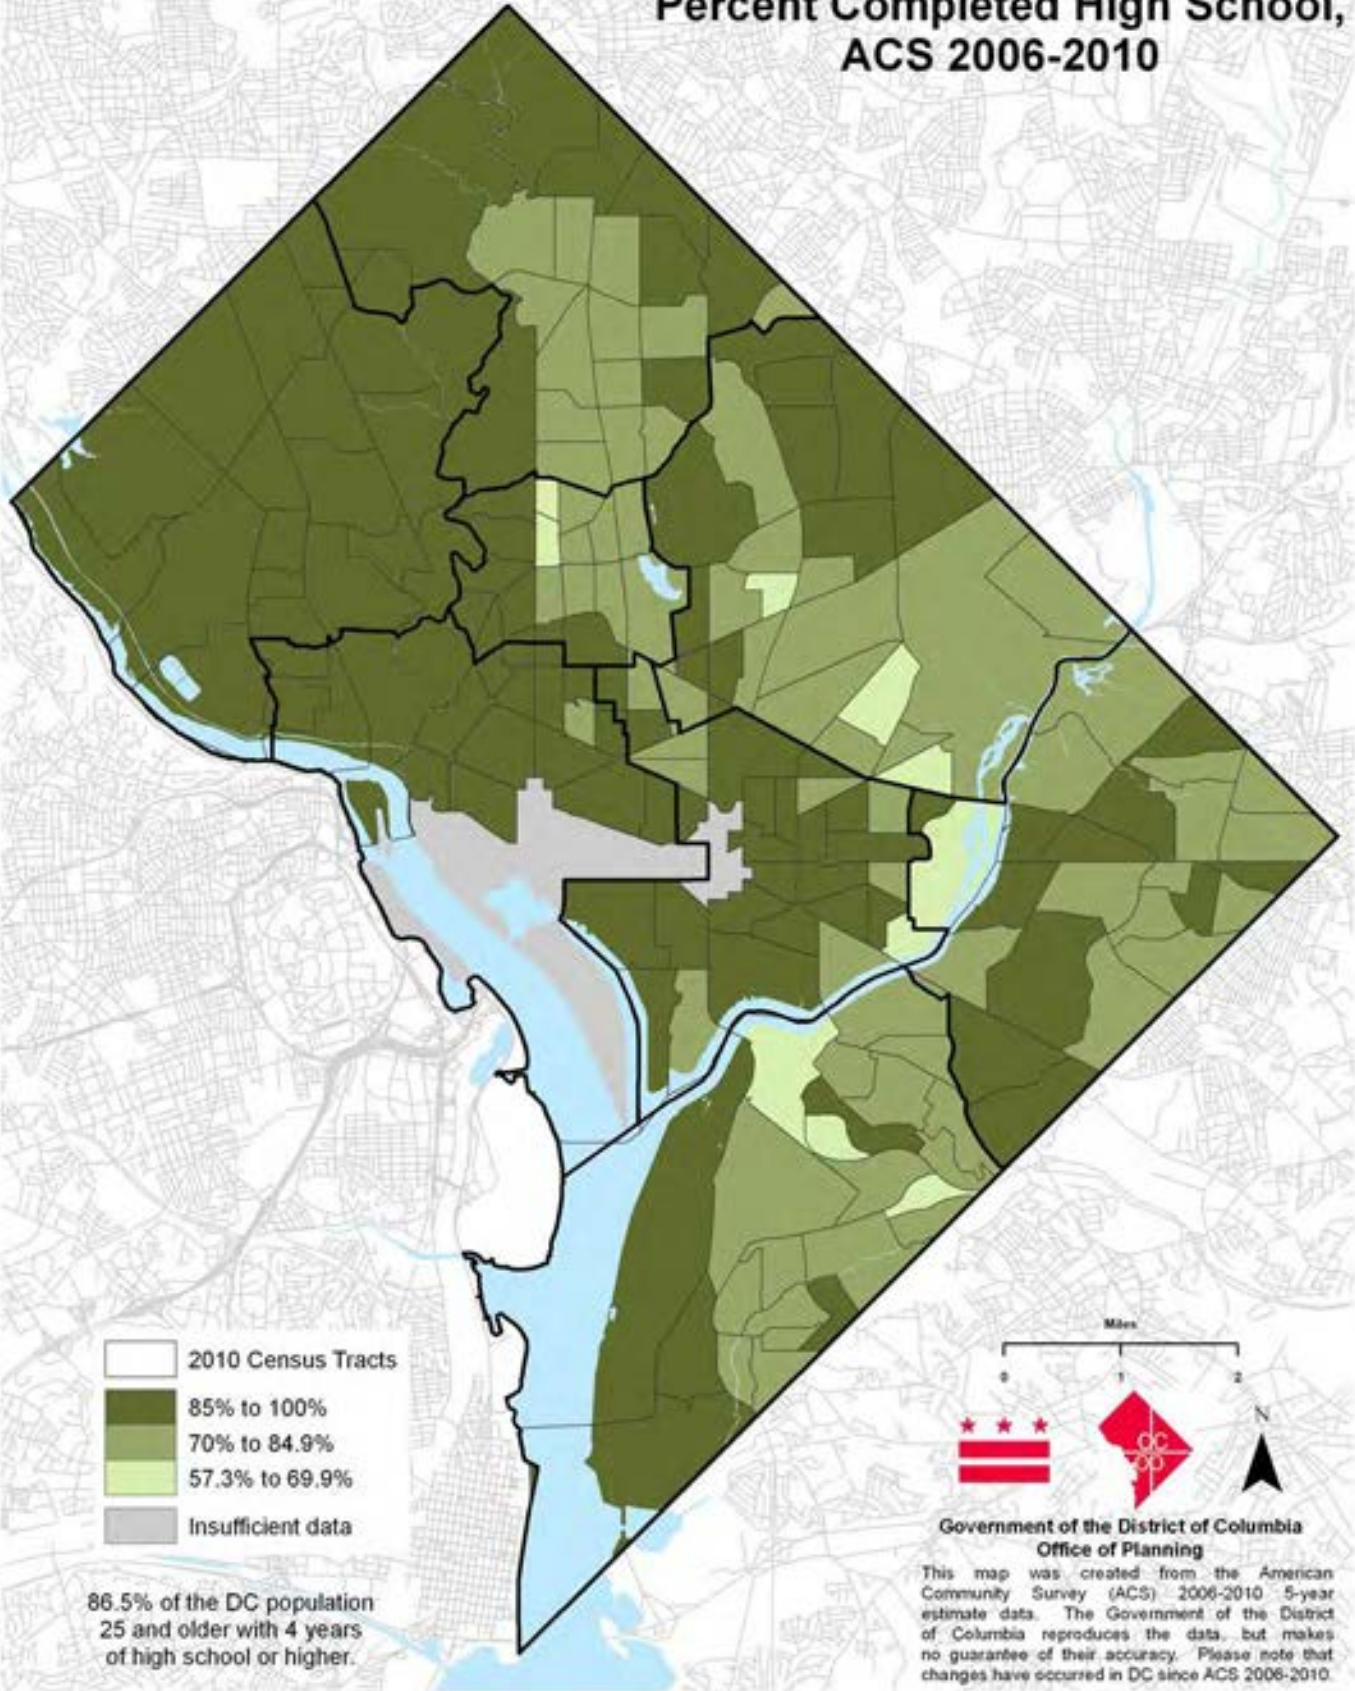 Percent Completed High School,
ACS 2006-2010
2010 Census Tracts
85% to 100%
70% to 84.9%
57.3% to 69.9%
Insufficient data
86.5% of the DC population
25 and older with 4 years
of high school or higher.
Miles
0 1 2
N
DC
OP
Government of the District of Columbia
Office of Planning
This map was created from the American
Community Survey (ACS) 2006-2010 5-year
estimate data. The Government of the District
of Columbia reproduces the data, but makes
no guarantee of their accuracy. Please note that
changes have occurred in DC since ACS 2006-2010.